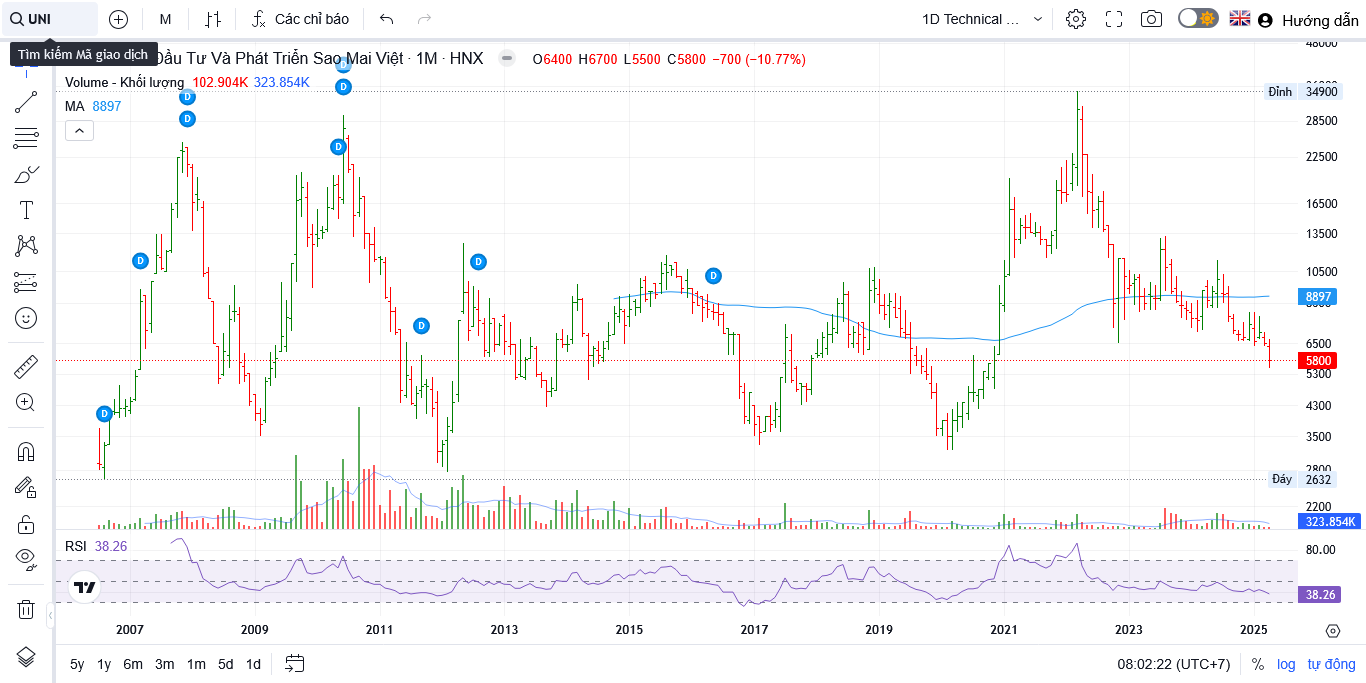 UNI
M
Các chỉ báo
1D Technical ...
Hướng dẫn
Tìm kiếm Mã giao dịch
Đầu Tư Và Phát Triển Sao Mai Việt · 1M · HNX
O6400 H6700 L5500 C5800 −700 (−10.77%)
Volume - Khối lượng 102.904K 323.854K
MA 8897
D
D
D
D
D
D
D
D
D
D
48000
Đỉnh 34900
28500
22500
16500
13500
10500
8897
6500
5800
5300
4300
3500
2800
Đáy 2632
2200
323.854K
RSI 38.26
80.00
38.26
2007 2009 2011 2013 2015 2017 2019 2021 2023 2025
5y 1y 6m 3m 1m 5d 1d
08:02:22 (UTC+7) % log tự động